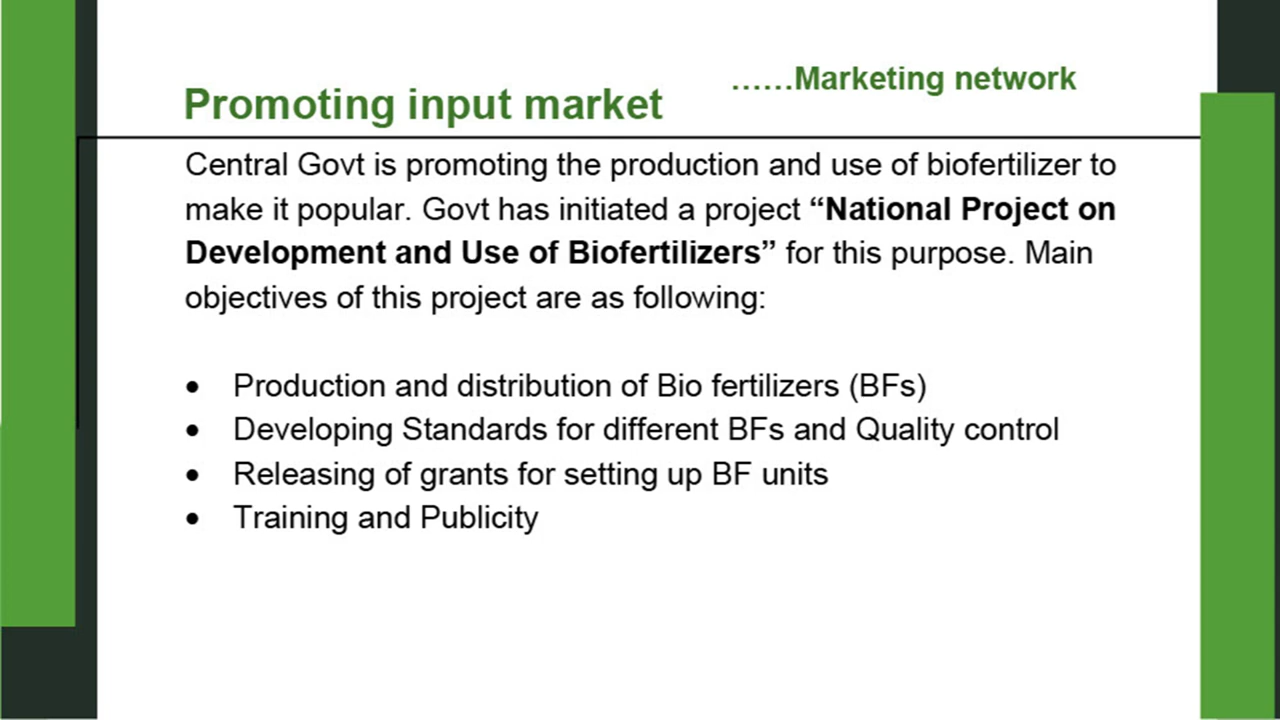 ……Marketing network
Promoting input market
Central Govt is promoting the production and use of biofertilizer to
make it popular. Govt has initiated a project “National Project on
Development and Use of Biofertilizers” for this purpose. Main
objectives of this project are as following:
• Production and distribution of Bio fertilizers (BFs)
• Developing Standards for different BFs and Quality control
• Releasing of grants for setting up BF units
• Training and Publicity